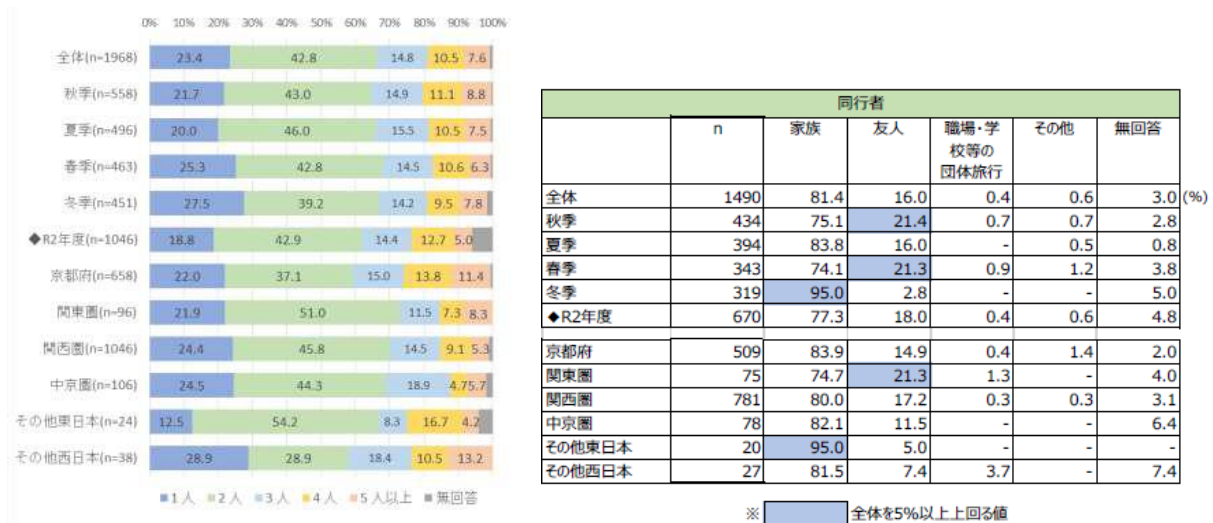 0% 10% 20% 30% 40% 50% 60% 70% 80% 90% 100%
全体(n=1968) 23.4 42.8 14.8 10.5 7.6
秋季(n=558) 21.7 43.0 14.9 11.1 8.8
夏季(n=496) 20.0 46.0 15.5 10.5 7.5
春季(n=463) 25.3 42.8 14.5 10.6 6.3
冬季(n=451) 27.5 39.2 14.2 9.5 7.8
◆R2年度(n=1046) 18.8 42.9 14.4 12.7 5.0
京都府(n=658) 22.0 37.1 15.0 13.8 11.4
関東圏(n=96) 21.9 51.0 11.5 7.3 8.3
関西圏(n=1046) 24.4 45.8 14.5 9.1 5.3
中京圏(n=106) 24.5 44.3 18.9 4.7 5.7
その他東日本(n=24) 12.5 54.2 8.3 16.7 4.2
その他西日本(n=38) 28.9 28.9 18.4 10.5 13.2
■1人 ■2人 ■3人 ■4人 ■5人以上 ■無回答
同行者
n 家族 友人 職場・学 その他 無回答
校等の
団体旅行
全体 1490 81.4 16.0 0.4 0.6 3.0 (%)
秋季 434 75.1 21.4 0.7 0.7 2.8
夏季 394 83.8 16.0 - 0.5 0.8
春季 343 74.1 21.3 0.9 1.2 3.8
冬季 319 95.0 2.8 - - 5.0
◆R2年度 670 77.3 18.0 0.4 0.6 4.8
京都府 509 83.9 14.9 0.4 1.4 2.0
関東圏 75 74.7 21.3 1.3 - 4.0
関西圏 781 80.0 17.2 0.3 0.3 3.1
中京圏 78 82.1 11.5 - - 6.4
その他東日本 20 95.0 5.0 - - -
その他西日本 27 81.5 7.4 3.7 - 7.4
※ 全体を5%以上上回る値